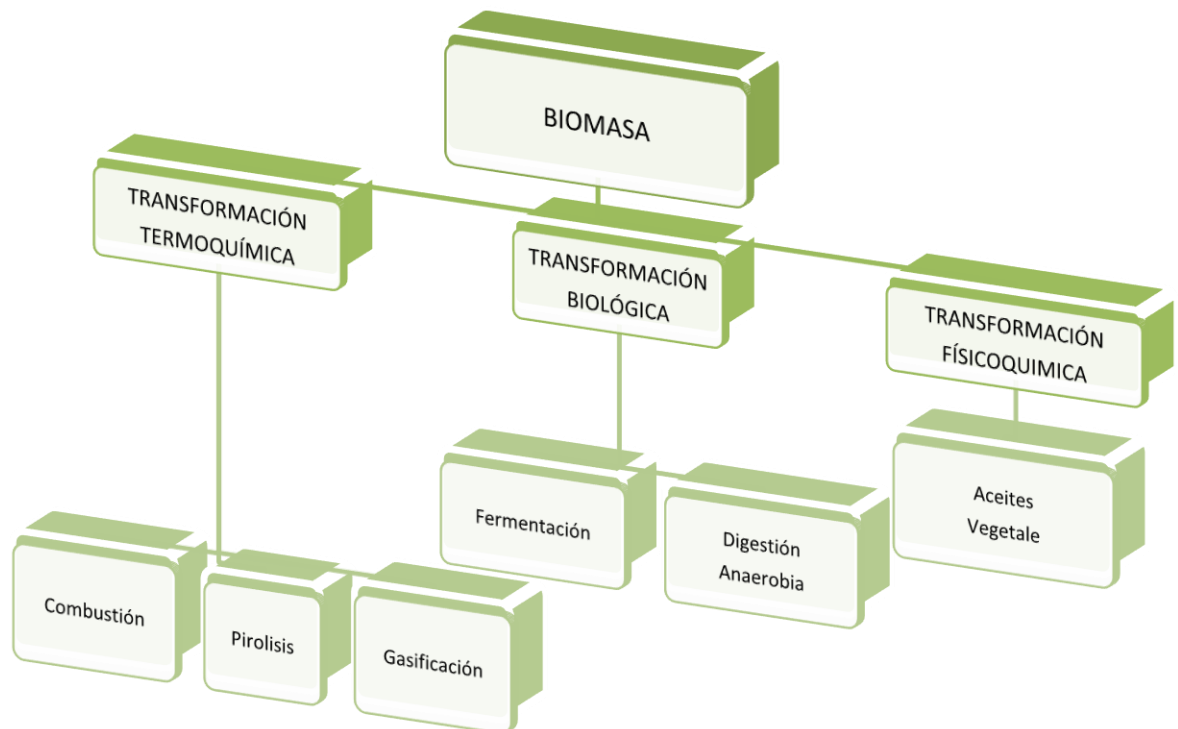 BIOMASA
TRANSFORMACIÓN
TERMOQUÍMICA
TRANSFORMACIÓN
BIOLÓGICA
TRANSFORMACIÓN
FÍSICOQUIMICA
Combustión
Pirolisis
Gasificación
Fermentación
Digestión
Anaerobia
Aceites
Vegetale